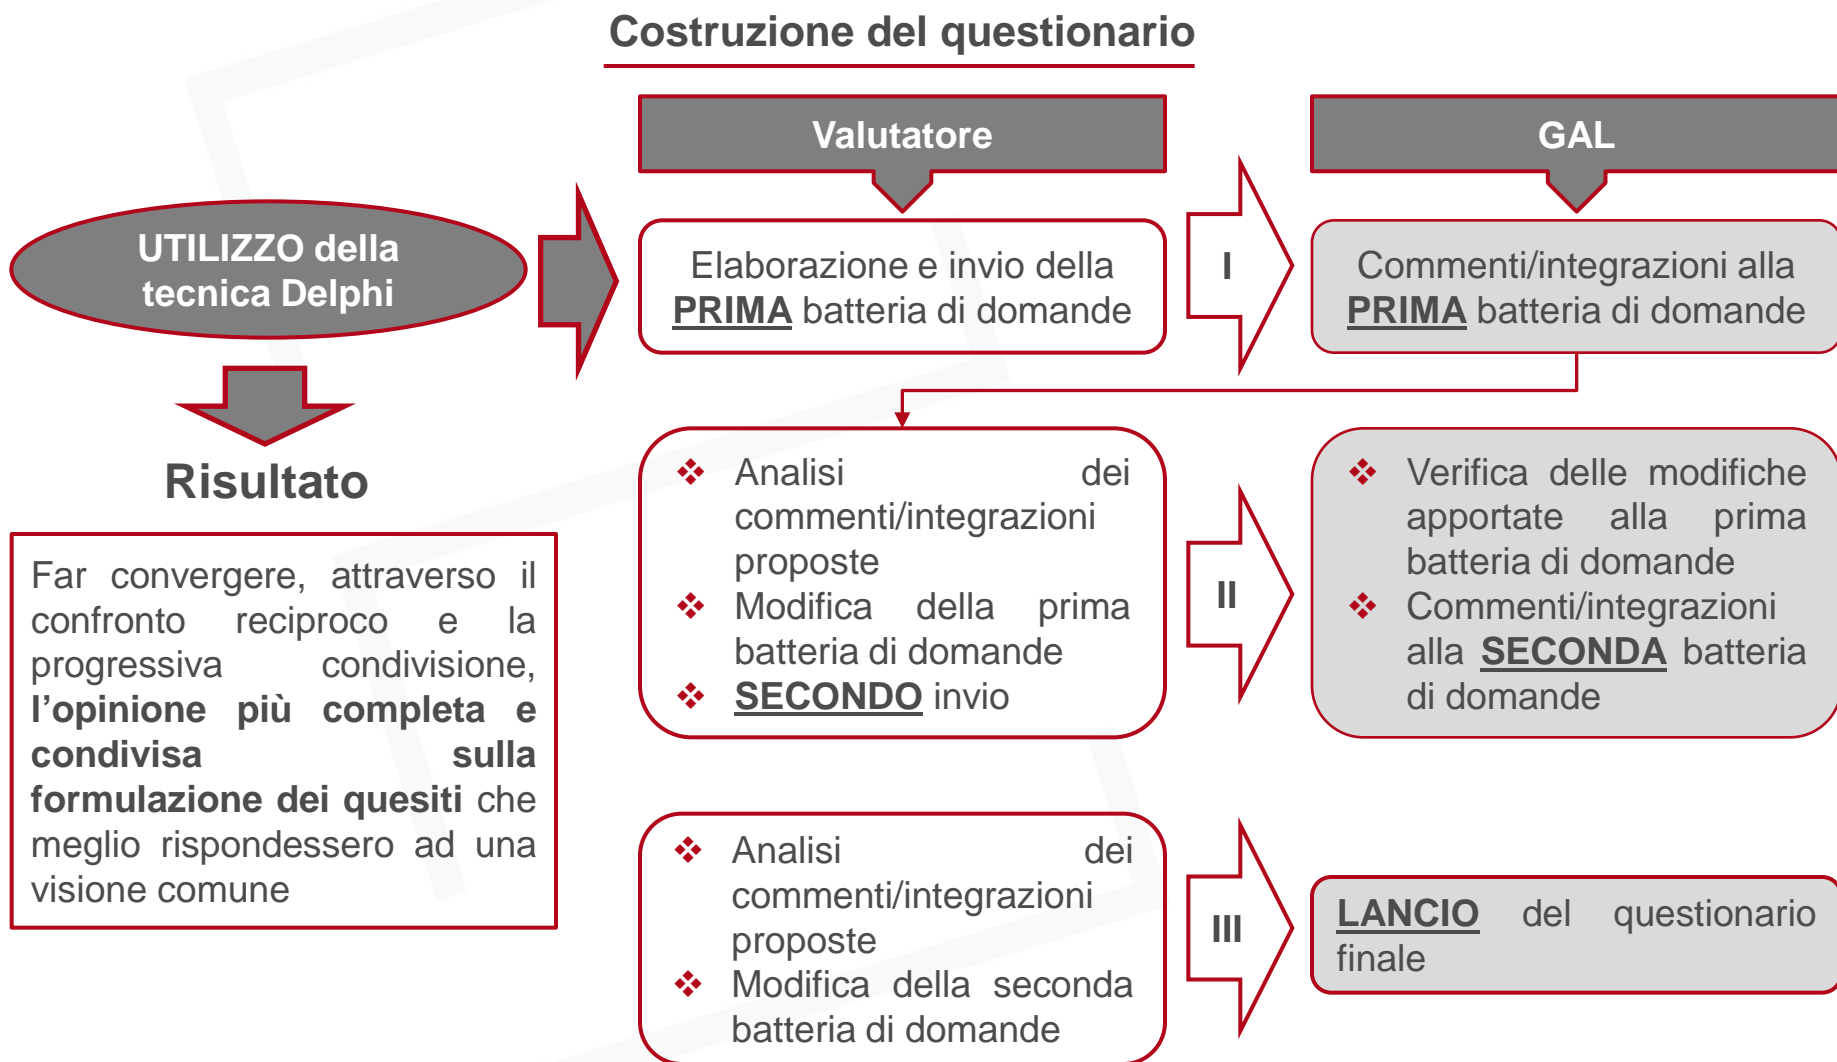 Costruzione del questionario
Valutatore
GAL
UTILIZZO della
tecnica Delphi
Elaborazione e invio della
PRIMA batteria di domande
I
Commenti/integrazioni alla
PRIMA batteria di domande
Risultato
Far convergere, attraverso il
confronto reciproco e la
progressiva condivisione,
l’opinione più completa e
condivisa sulla
formulazione dei quesiti che
meglio rispondessero ad una
visione comune
❖ Analisi dei
commenti/integrazioni
proposte
❖ Modifica della prima
batteria di domande
❖ SECONDO invio
II
❖ Verifica delle modifiche
apportate alla prima
batteria di domande
❖ Commenti/integrazioni
alla SECONDA batteria
di domande
❖ Analisi dei
commenti/integrazioni
proposte
❖ Modifica della seconda
batteria di domande
III
LANCIO del questionario
finale